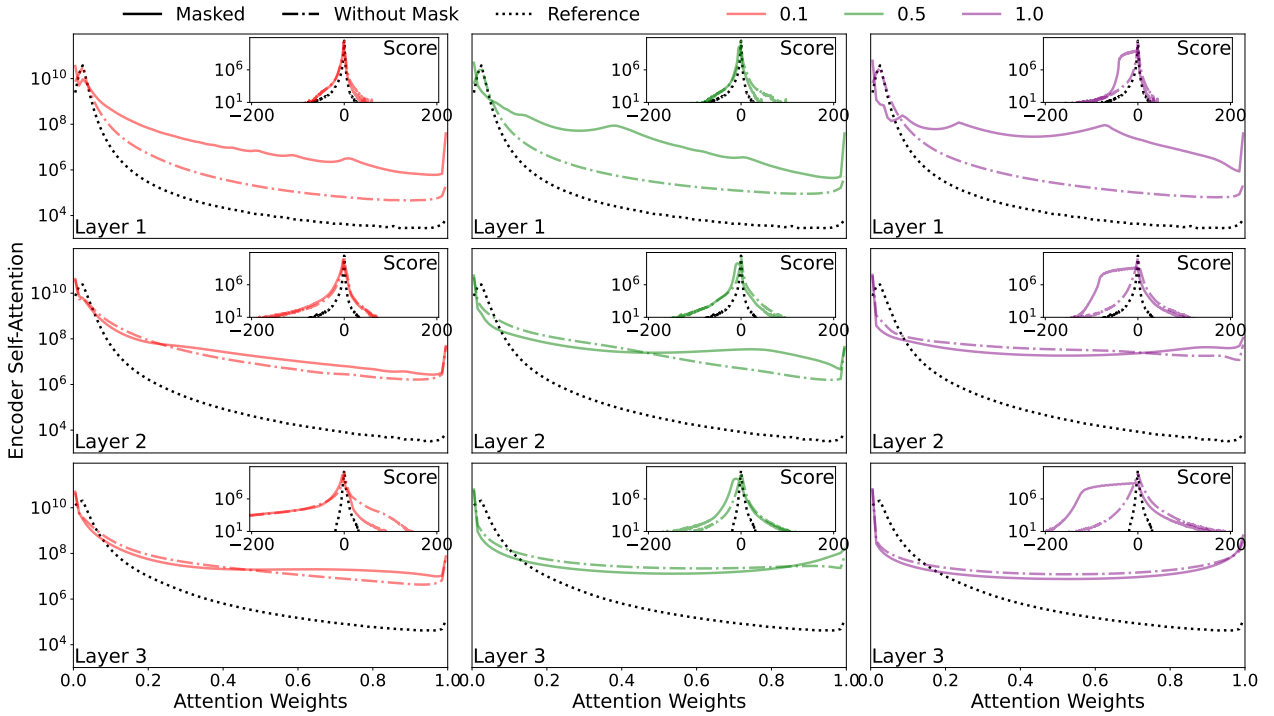 Masked Without Mask Reference 0.1 0.5 1.0
Encoder Self-Attention
10^10
10^8
10^6
10^4
Layer 1
Score
10^6
10^1
−200 0 200
Layer 1
Score
10^6
10^1
−200 0 200
Layer 1
Score
10^6
10^1
−200 0 200
10^10
10^8
10^6
10^4
Layer 2
Score
10^6
10^1
−200 0 200
Layer 2
Score
10^6
10^1
−200 0 200
Layer 2
Score
10^6
10^1
−200 0 200
10^10
10^8
10^6
10^4
Layer 3
Score
10^6
10^1
−200 0 200
Layer 3
Score
10^6
10^1
−200 0 200
Layer 3
Score
10^6
10^1
−200 0 200
0.0 0.2 0.4 0.6 0.8 1.0
0.0 0.2 0.4 0.6 0.8 1.0
0.0 0.2 0.4 0.6 0.8 1.0
Attention Weights
Attention Weights
Attention Weights